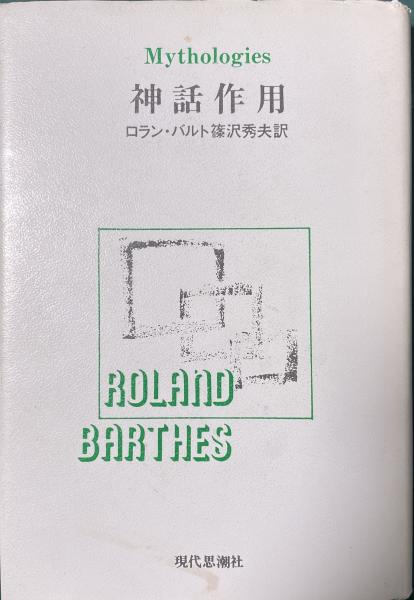 Mythologies
神話作用
ロラン・バルト篠沢秀夫訳
ROLAND
BARTHES
現代思潮社